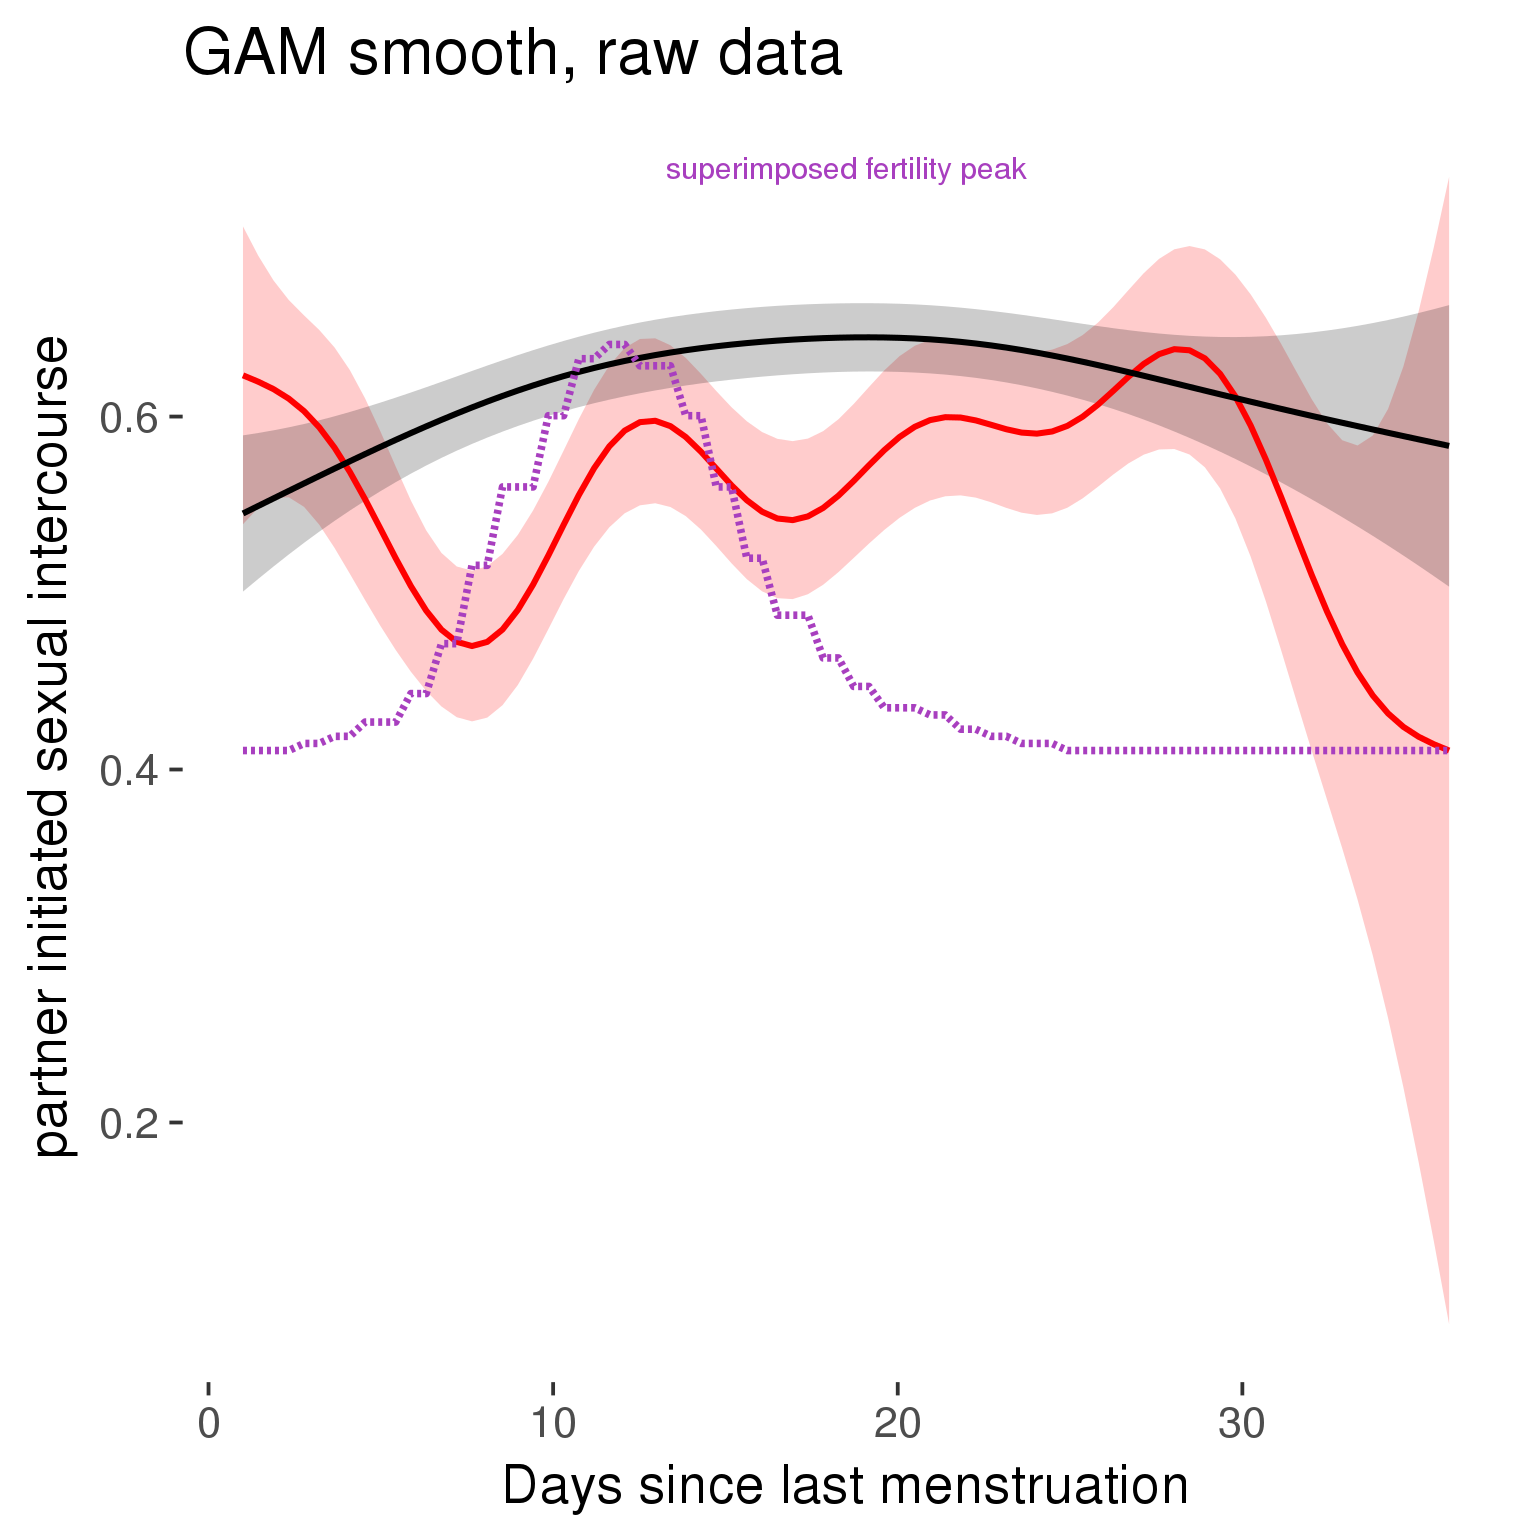 GAM smooth, raw data
superimposed fertility peak
partner initiated sexual intercourse
0.6
0.4
0.2
0 10 20 30
Days since last menstruation